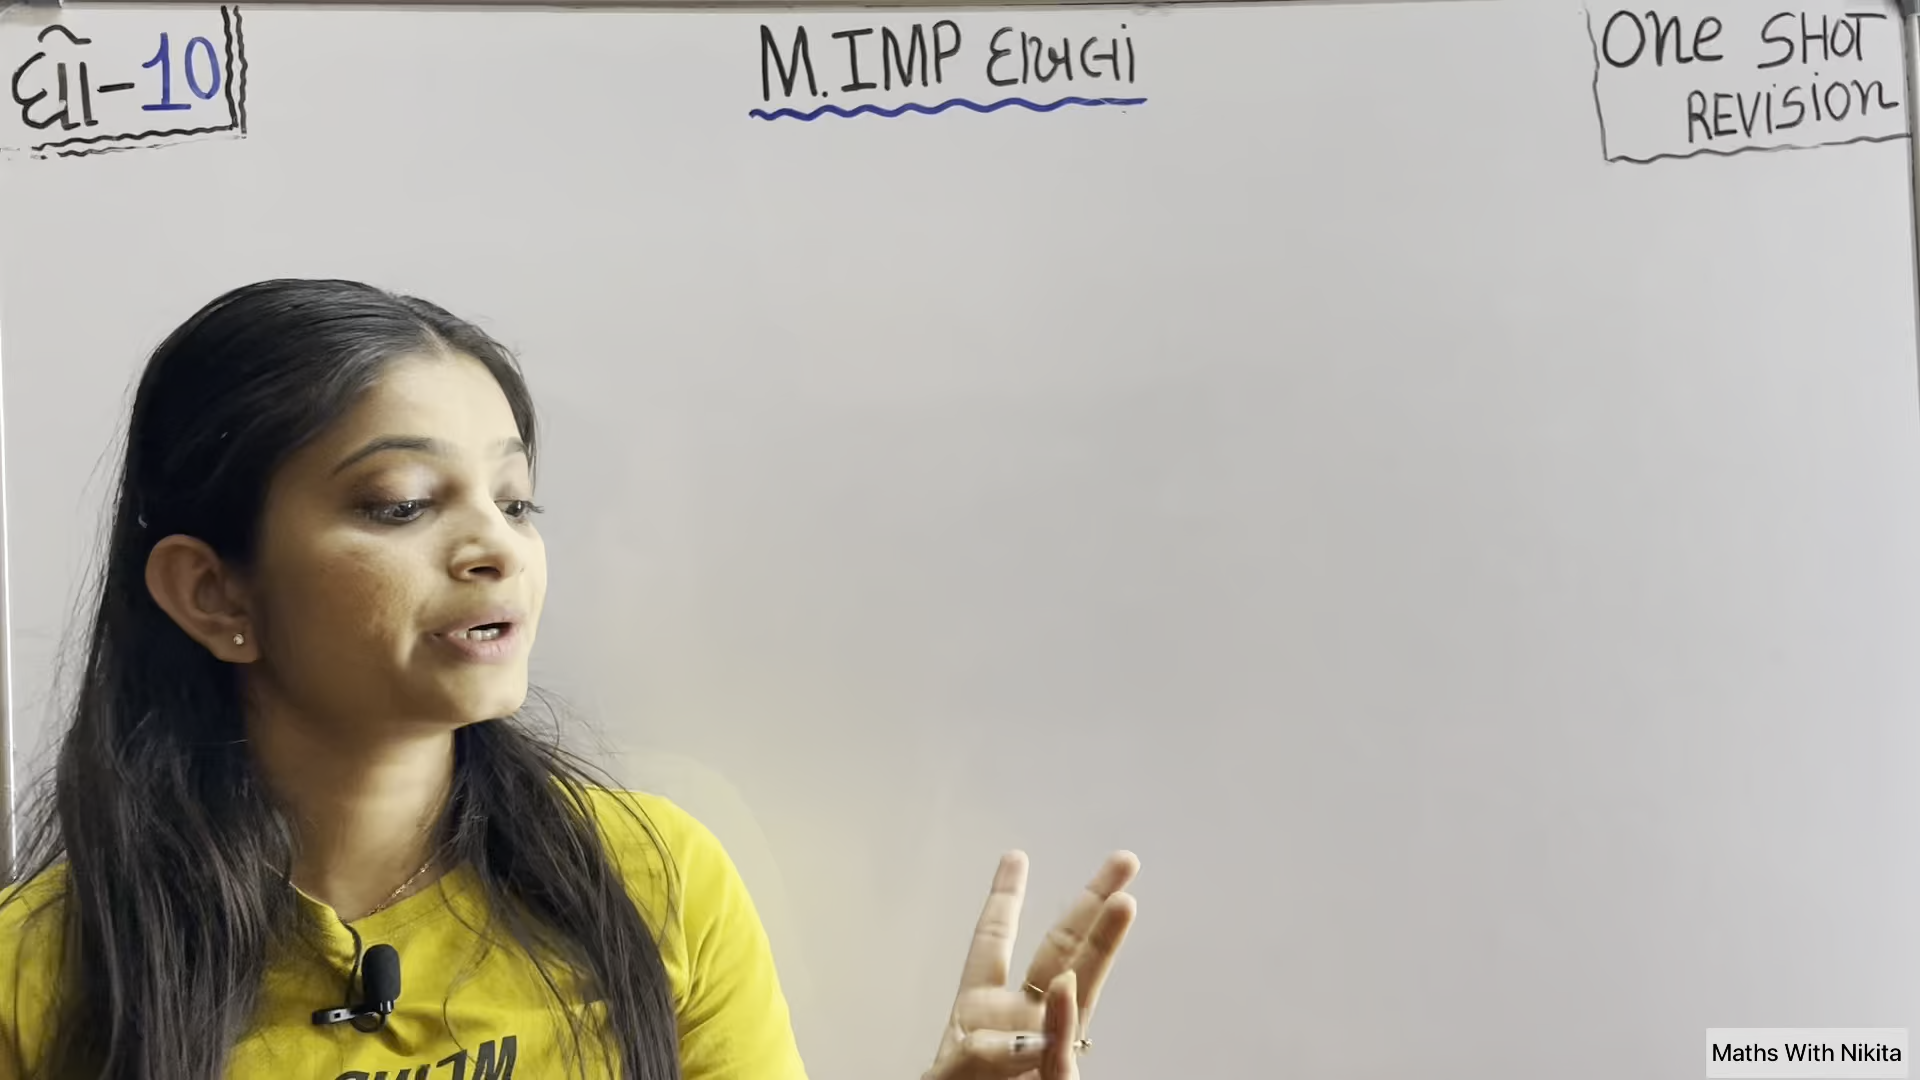 ધો-10
M. IMP દાખલાં
One SHOT
REVISION
Maths With Nikita